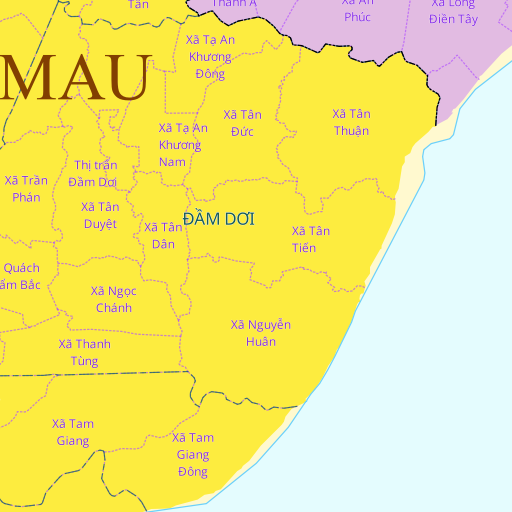 Tân
Thành A
Xã An
Phúc
Xã Long
Điền Tây
Xã Tạ An
Khương
Đông
MAU
Xã Tân
Đức
Xã Tân
Thuận
Xã Tạ An
Khương
Nam
Thị trấn
Đầm Dơi
Xã Trần
Phán
Xã Tân
Duyệt
ĐẦM DƠI
Xã Tân
Dân
Xã Tân
Tiến
Quách
ẩm Bắc
Xã Ngọc
Chánh
Xã Nguyễn
Huân
Xã Thanh
Tùng
Xã Tam
Giang
Xã Tam
Giang
Đông